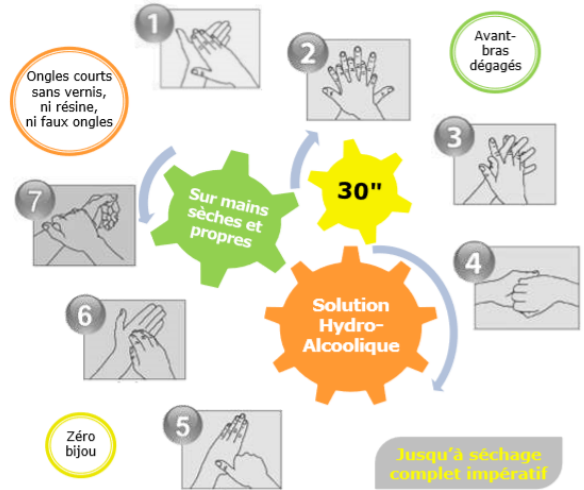 1
2
Avant-
bras
dégagés
Ongles courts
sans vernis,
ni résine,
ni faux ongles
3
30"
7
Sur mains
sèches et
propres
4
Solution
Hydro-
Alcoolique
6
5
Zéro
bijou
Jusqu'à séchage
complet impératif